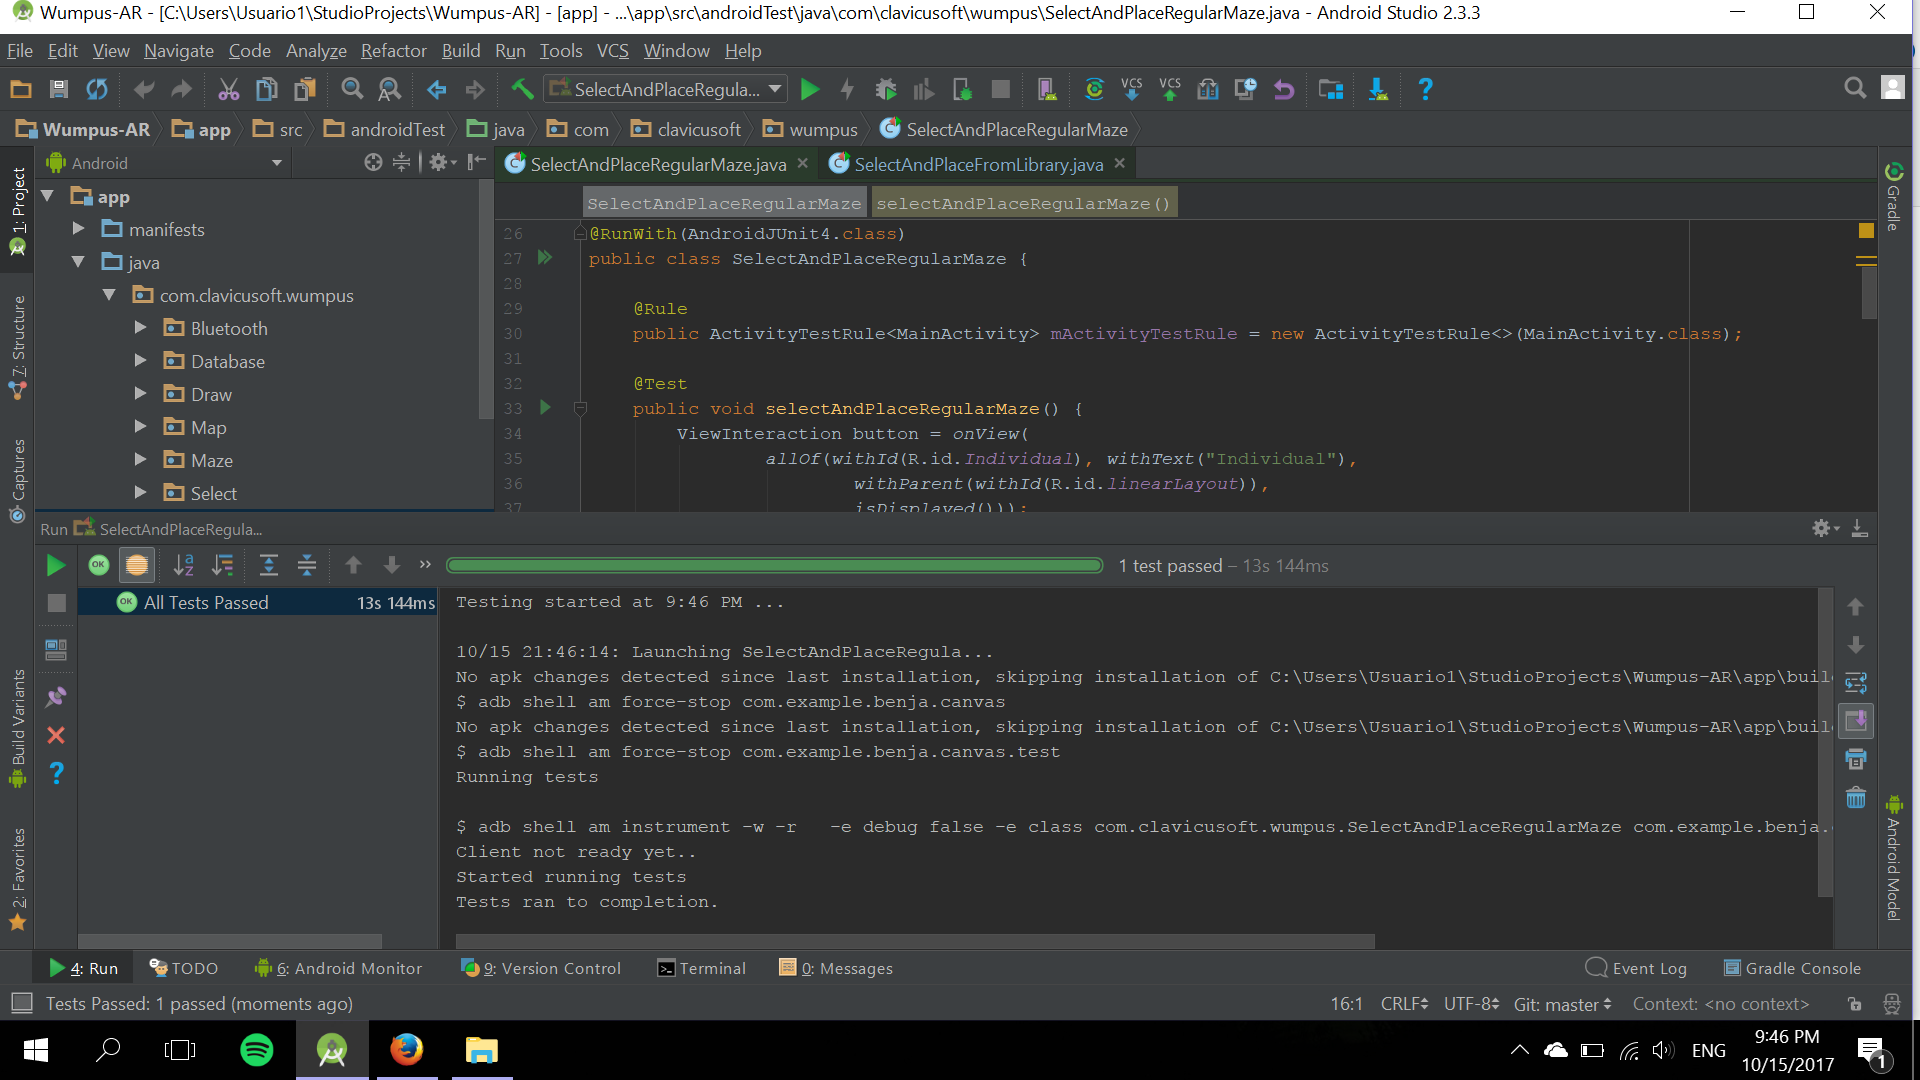 Wumpus-AR - [C:\Users\Usuario1\StudioProjects\Wumpus-AR] - [app] - ...\app\src\androidTest\java\com\clavicusoft\wumpus\SelectAndPlaceRegularMaze.java - Android Studio 2.3.3
File Edit View Navigate Code Analyze Refactor Build Run Tools VCS Window Help
SelectAndPlaceRegula... VCS VCS ?
Wumpus-AR app src androidTest java com clavicusoft wumpus SelectAndPlaceRegularMaze
Android
SelectAndPlaceRegularMaze.java SelectAndPlaceFromLibrary.java
SelectAndPlaceRegularMaze selectAndPlaceRegularMaze()
1: Project
7: Structure
Captures
Build Variants
2: Favorites
app
manifests
java
com.clavicusoft.wumpus
Bluetooth
Database
Draw
Map
Maze
Select
26 @RunWith(AndroidJUnit4.class)
27 public class SelectAndPlaceRegularMaze {
28
29 @Rule
30 public ActivityTestRule<MainActivity> mActivityTestRule = new ActivityTestRule<>(MainActivity.class);
31
32 @Test
33 public void selectAndPlaceRegularMaze() {
34 ViewInteraction button = onView(
35 allOf(withId(R.id.Individual), withText("Individual"),
36 withParent(withId(R.id.linearLayout)),
37 isDisplayed()));
Gradle
Android Model
Run SelectAndPlaceRegula...
OK a z » 1 test passed – 13s 144ms
OK All Tests Passed 13s 144ms
Testing started at 9:46 PM ...
10/15 21:46:14: Launching SelectAndPlaceRegula...
No apk changes detected since last installation, skipping installation of C:\Users\Usuario1\StudioProjects\Wumpus-AR\app\buil
$ adb shell am force-stop com.example.benja.canvas
No apk changes detected since last installation, skipping installation of C:\Users\Usuario1\StudioProjects\Wumpus-AR\app\buil
$ adb shell am force-stop com.example.benja.canvas.test
Running tests
$ adb shell am instrument -w -r -e debug false -e class com.clavicusoft.wumpus.SelectAndPlaceRegularMaze com.example.benja.
Client not ready yet..
Started running tests
Tests ran to completion.
4: Run TODO 6: Android Monitor 9: Version Control Terminal 0: Messages Event Log Gradle Console
Tests Passed: 1 passed (moments ago) 16:1 CRLF UTF-8 Git: master Context: <no context>
ENG 9:46 PM
10/15/2017 1